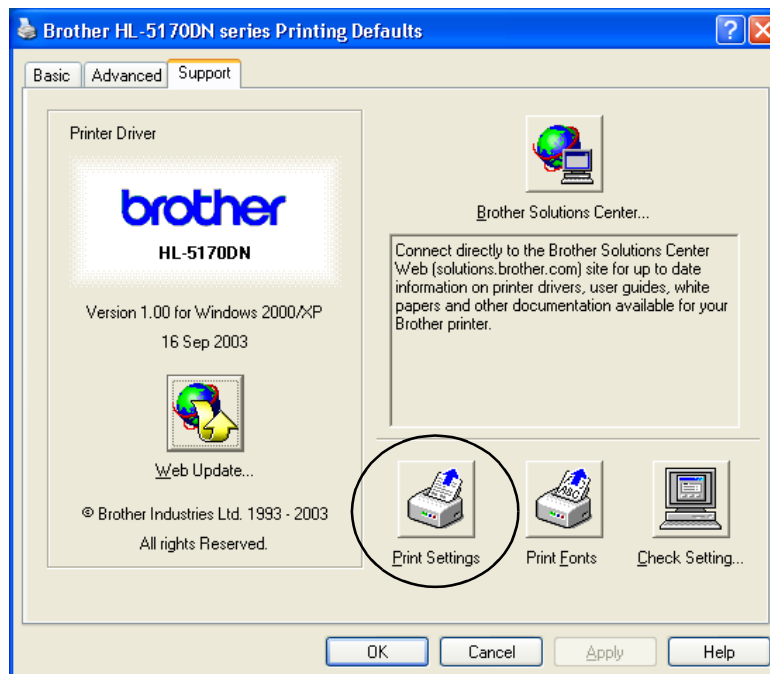 Brother HL-5170DN series Printing Defaults
?
Basic
Advanced
Support
Printer Driver
brother
HL-5170DN
Version 1.00 for Windows 2000/XP
16 Sep 2003
Web Update...
© Brother Industries Ltd. 1993 - 2003
All rights Reserved.
Brother Solutions Center...
Connect directly to the Brother Solutions Center
Web (solutions.brother.com) site for up to date
information on printer drivers, user guides, white
papers and other documentation available for your
Brother printer.
Print Settings
ABC
Print Fonts
Check Setting...
OK
Cancel
Apply
Help